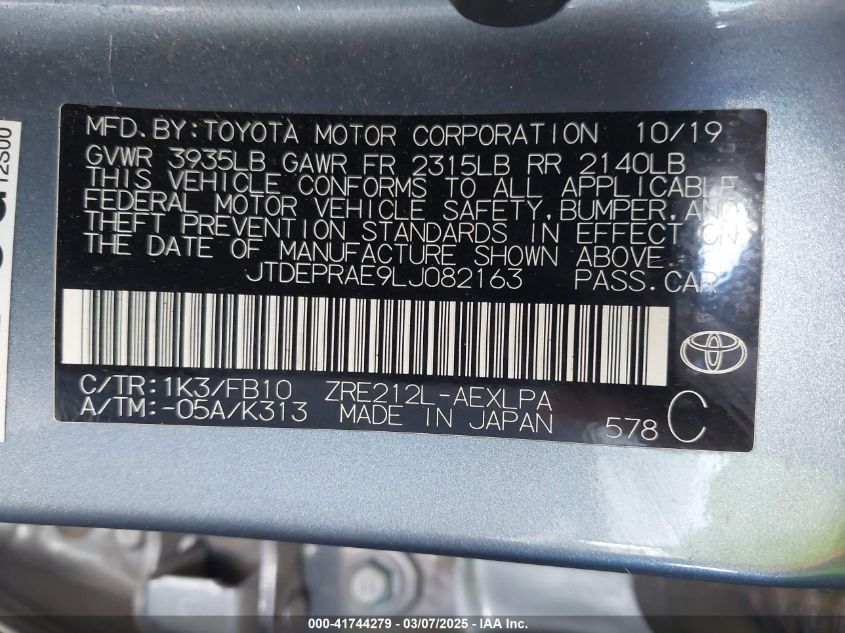 MFD.BY:TOYOTA MOTOR CORPORATION 10/19
GVWR 3935LB GAWR FR 2315LB RR 2140LB
THIS VEHICLE CONFORMS TO ALL APPLICABLE
FEDERAL MOTOR VEHICLE SAFETY,BUMPER,AND
THEFT PREVENTION STANDARDS IN EFFECT ON
THE DATE OF MANUFACTURE SHOWN ABOVE.
JTDEPRAE9LJ082163 PASS.CAR
C/TR:1K3/FB10 ZRE212L-AEXLPA
A/TM:-05A/K313 MADE IN JAPAN
578 C
12S00
000-41744279 - 03/07/2025 - © IAA Inc.